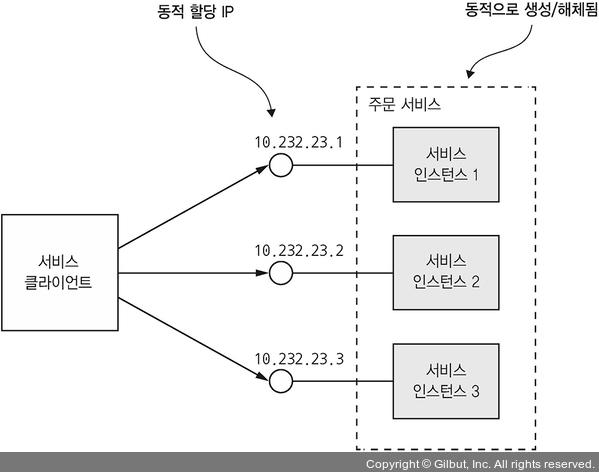 동적 할당 IP
동적으로 생성/해체됨
주문 서비스
10.232.23.1
서비스
인스턴스 1
10.232.23.2
서비스
클라이언트
서비스
인스턴스 2
10.232.23.3
서비스
인스턴스 3
Copyright © Gilbut, Inc. All rights reserved.